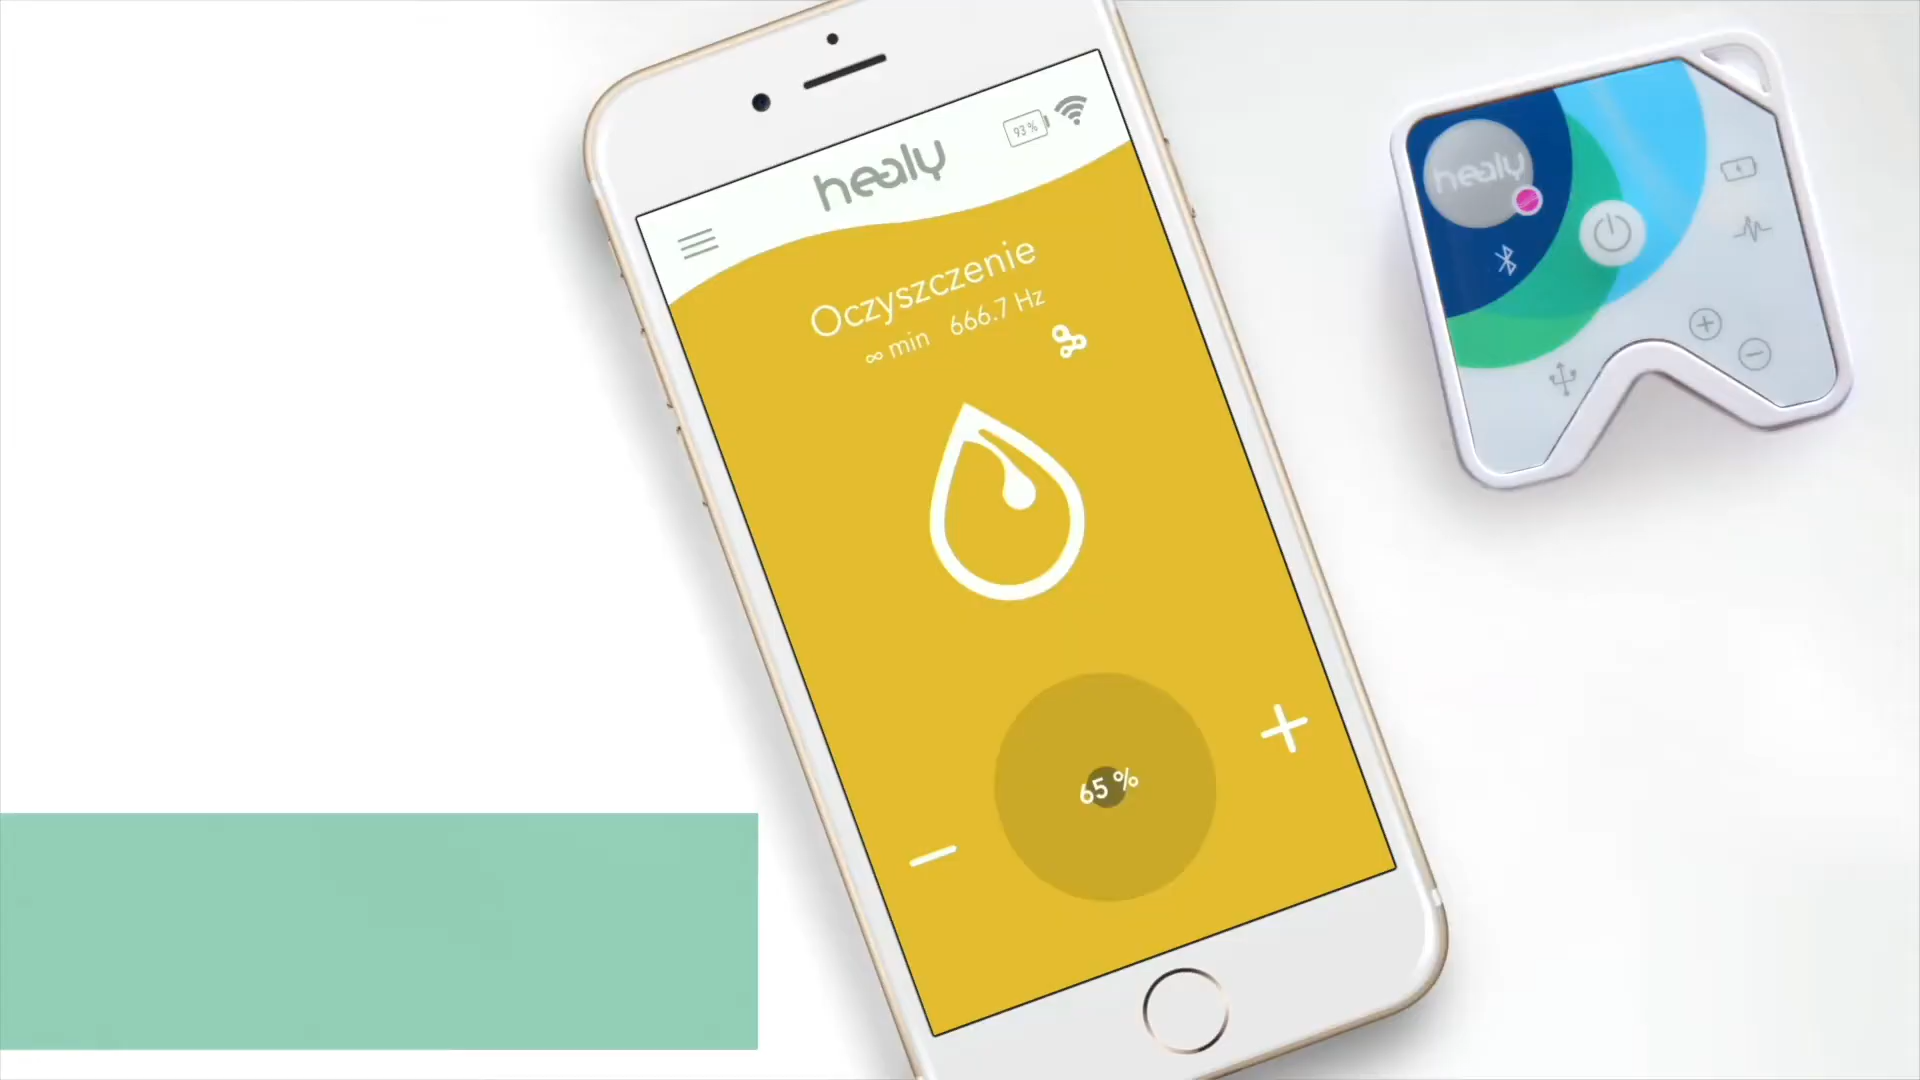 93 %
healy
Oczyszczenie
∞ min 666.7 Hz
65 %
healy